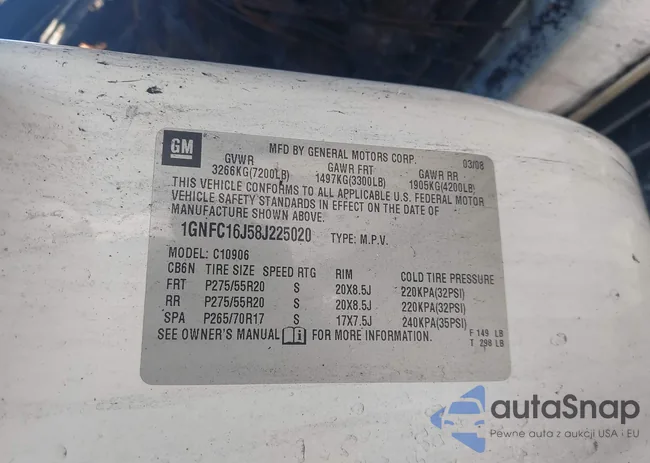 GM
MFD BY GENERAL MOTORS CORP. 03/08
GVWR GAWR FRT GAWR RR
3266KG(7200LB) 1497KG(3300LB) 1905KG(4200LB)
THIS VEHICLE CONFORMS TO ALL APPLICABLE U.S. FEDERAL MOTOR
VEHICLE SAFETY STANDARDS IN EFFECT ON THE DATE OF
MANUFACTURE SHOWN ABOVE.
1GNFC16J58J225020 TYPE: M.P.V.
MODEL: C10906
CB6N TIRE SIZE SPEED RTG RIM COLD TIRE PRESSURE
FRT P275/55R20 S 20X8.5J 220KPA(32PSI)
RR P275/55R20 S 20X8.5J 220KPA(32PSI)
SPA P265/70R17 S 17X7.5J 240KPA(35PSI)
SEE OWNER'S MANUAL i FOR MORE INFORMATION. F 149 LB
T 298 LB
autoSnap
Pewne auta z aukcji USA i EU